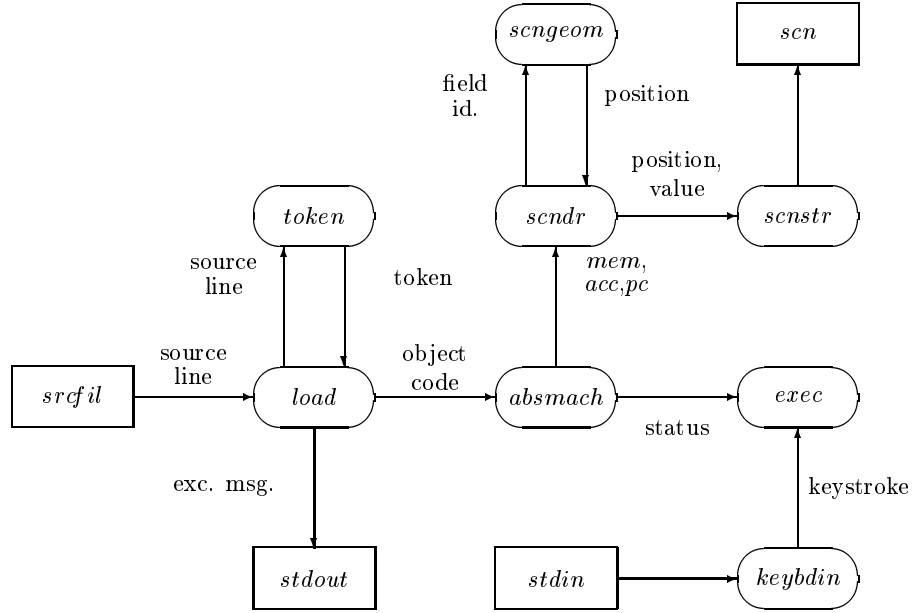 scngeom
scn
field
id.
position
position,
value
token
scndr
scnstr
source
line
token
mem,
acc,pc
source
line
object
code
srcfil
load
absmach
exec
status
exc. msg.
keystroke
stdout
stdin
keybdin